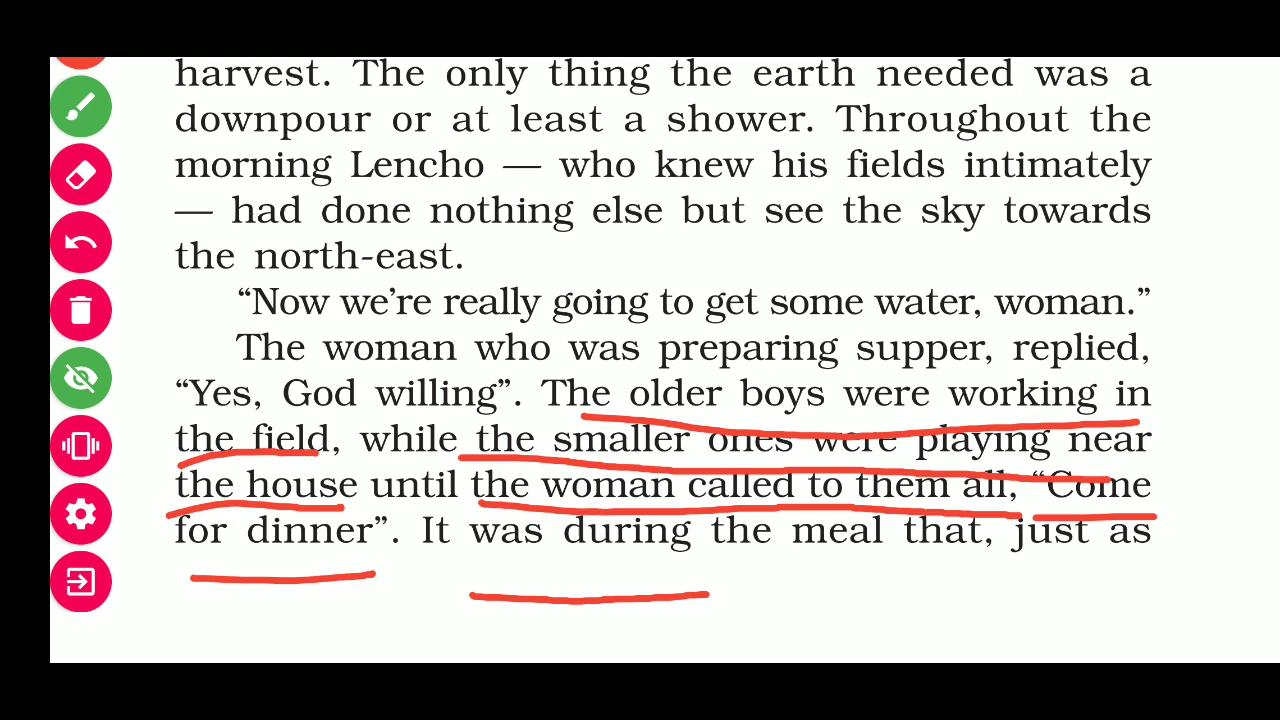 harvest. The only thing the earth needed was a
downpour or at least a shower. Throughout the
morning Lencho — who knew his fields intimately
— had done nothing else but see the sky towards
the north-east.
“Now we’re really going to get some water, woman.”
The woman who was preparing supper, replied,
“Yes, God willing”. The older boys were working in
the field, while the smaller ones were playing near
the house until the woman called to them all, “Come
for dinner”. It was during the meal that, just as